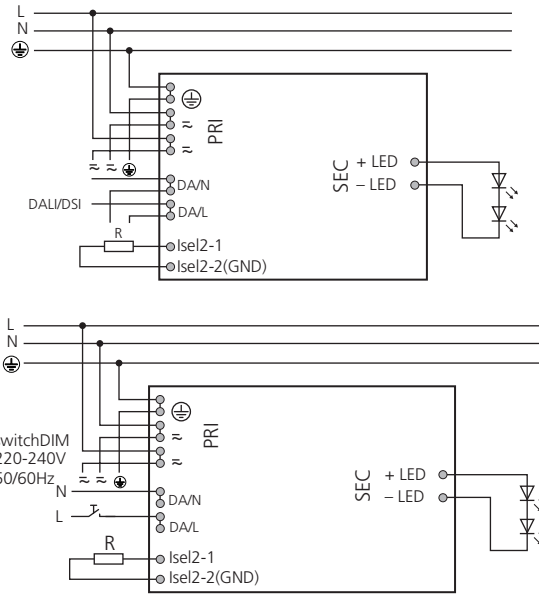 L
N
PRI
DA/N
DALI/DSI
DA/L
R
Isel2-1
Isel2-2(GND)
SEC
+ LED
– LED
L
N
PRI
220-240V
50/60Hz
N
DA/N
L
DA/L
R
Isel2-1
Isel2-2(GND)
SEC
+ LED
– LED